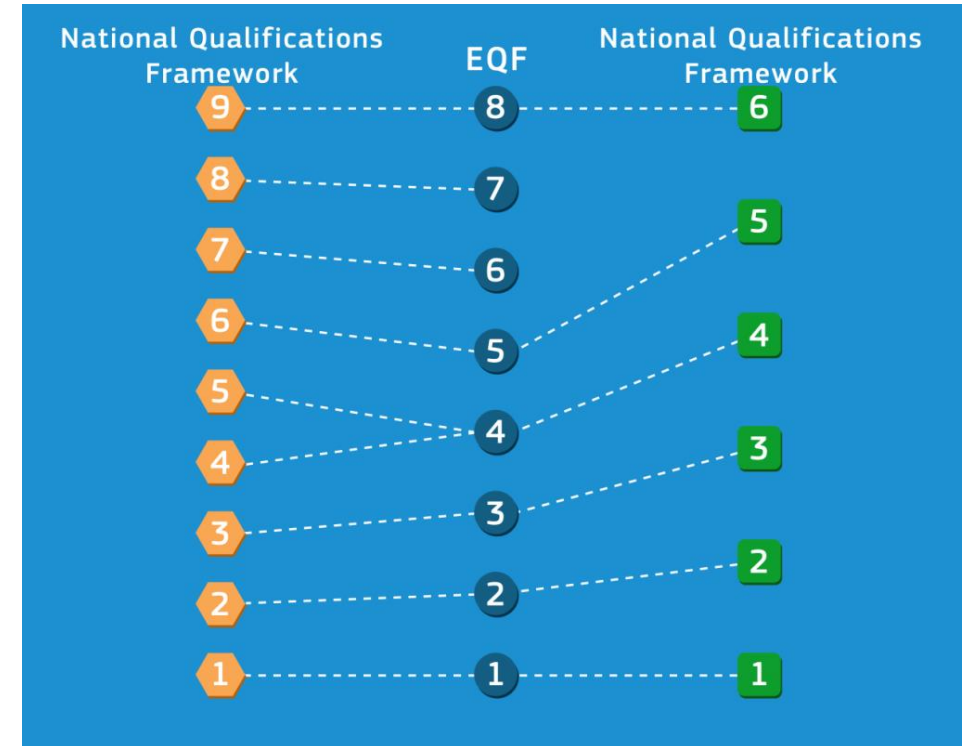 National Qualifications
Framework
EQF
National Qualifications
Framework
9 8 6
8 7
5
7 6
6 5
4
5
4
4
3
3 3
2
2 2
1 1 1